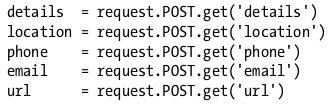 details  = request.POST.get('details')
location = request.POST.get('location')
phone    = request.POST.get('phone')
email    = request.POST.get('email')
url      = request.POST.get('url')